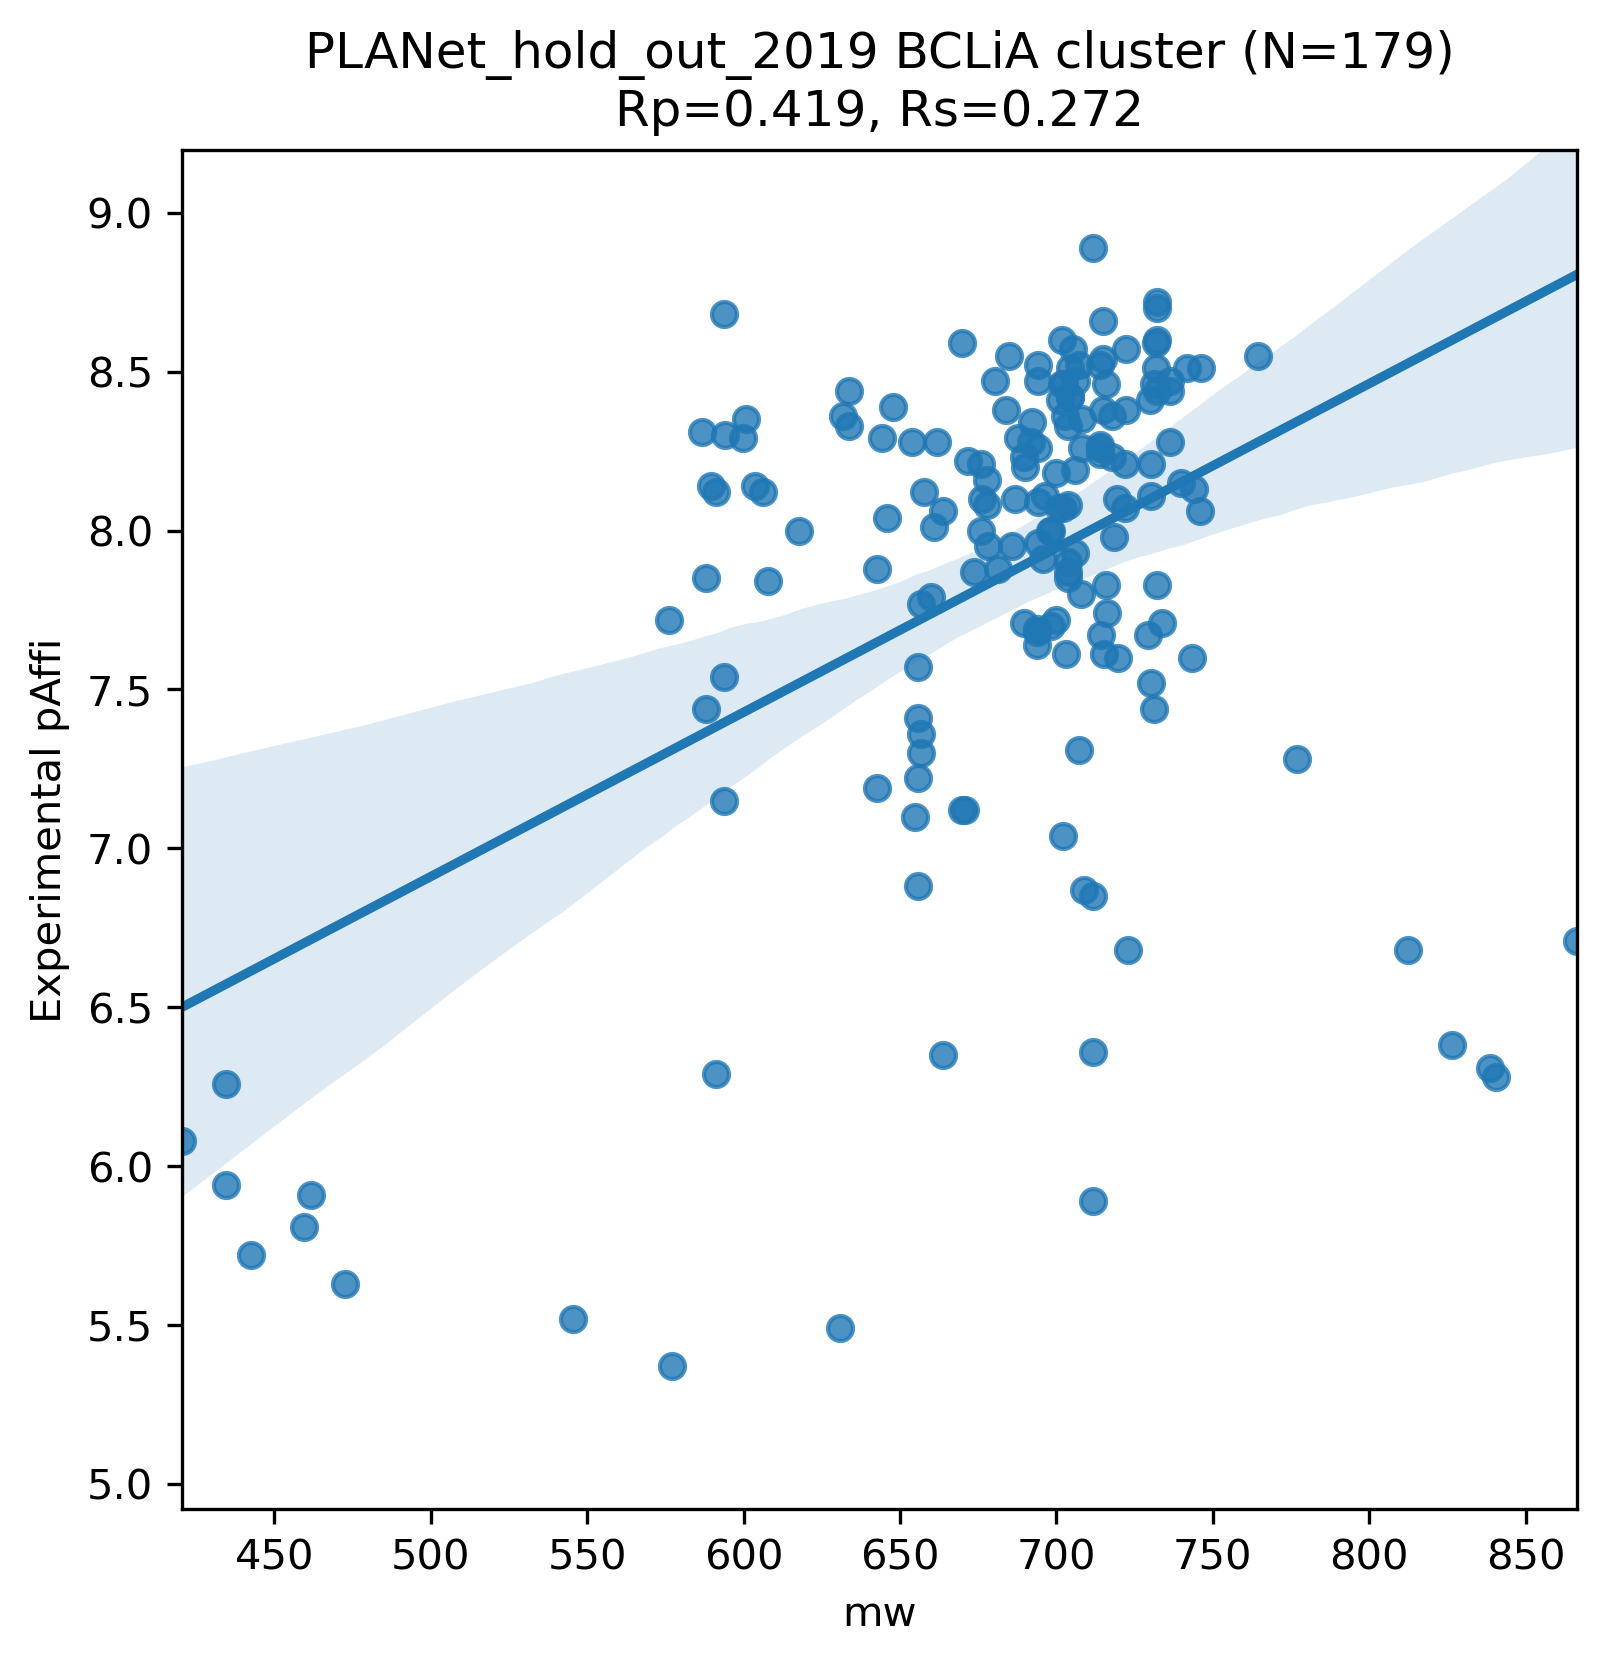 PLANet_hold_out_2019 BCLiA cluster (N=179)
Rp=0.419, Rs=0.272
9.0
8.5
8.0
7.5
7.0
6.5
6.0
5.5
5.0
Experimental pAffi
450 500 550 600 650 700 750 800 850
mw